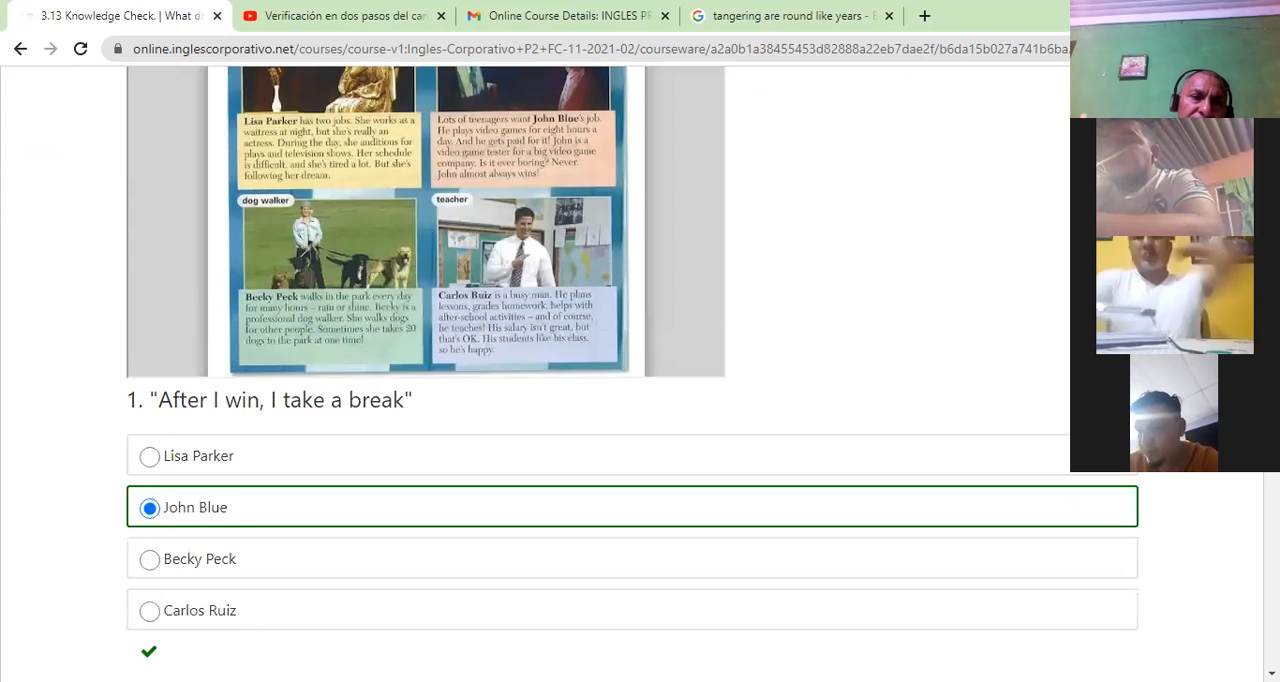 3.13 Knowledge Check. | What d
Verificación en dos pasos del ca
Online Course Details: INGLES P
tangering are round like years -
online.inglescorporativo.net/courses/course-v1:Ingles-Corporativo+P2+FC-11-2021-02/courseware/a2a0b1a38455453d82888a22eb7dae2f/b6da15b027a741b6ba
Lisa Parker has two jobs. She works as a
waitress at night, but she's really an
actress. During the day, she auditions for
plays and television shows. Her schedule
is difficult, and she's tired a lot. But she's
following her dream.
Lots of teenagers want John Blue's job.
He plays video games for eight hours a
day. And he gets paid for it! John is a
video game tester for a big video game
company. Is it ever boring? Never.
John almost always wins!
dog walker
Becky Peck walks in the park every day
for many hours – rain or shine. Becky is a
professional dog walker. She walks dogs
for other people. Sometimes she takes 20
dogs to the park at one time!
teacher
Carlos Ruiz is a busy man. He plans
lessons, grades homework, helps with
after-school activities – and of course,
he teaches! His salary isn't great, but
that's OK. His students like his class,
so he's happy.
1. "After I win, I take a break"
Lisa Parker
John Blue
Becky Peck
Carlos Ruiz